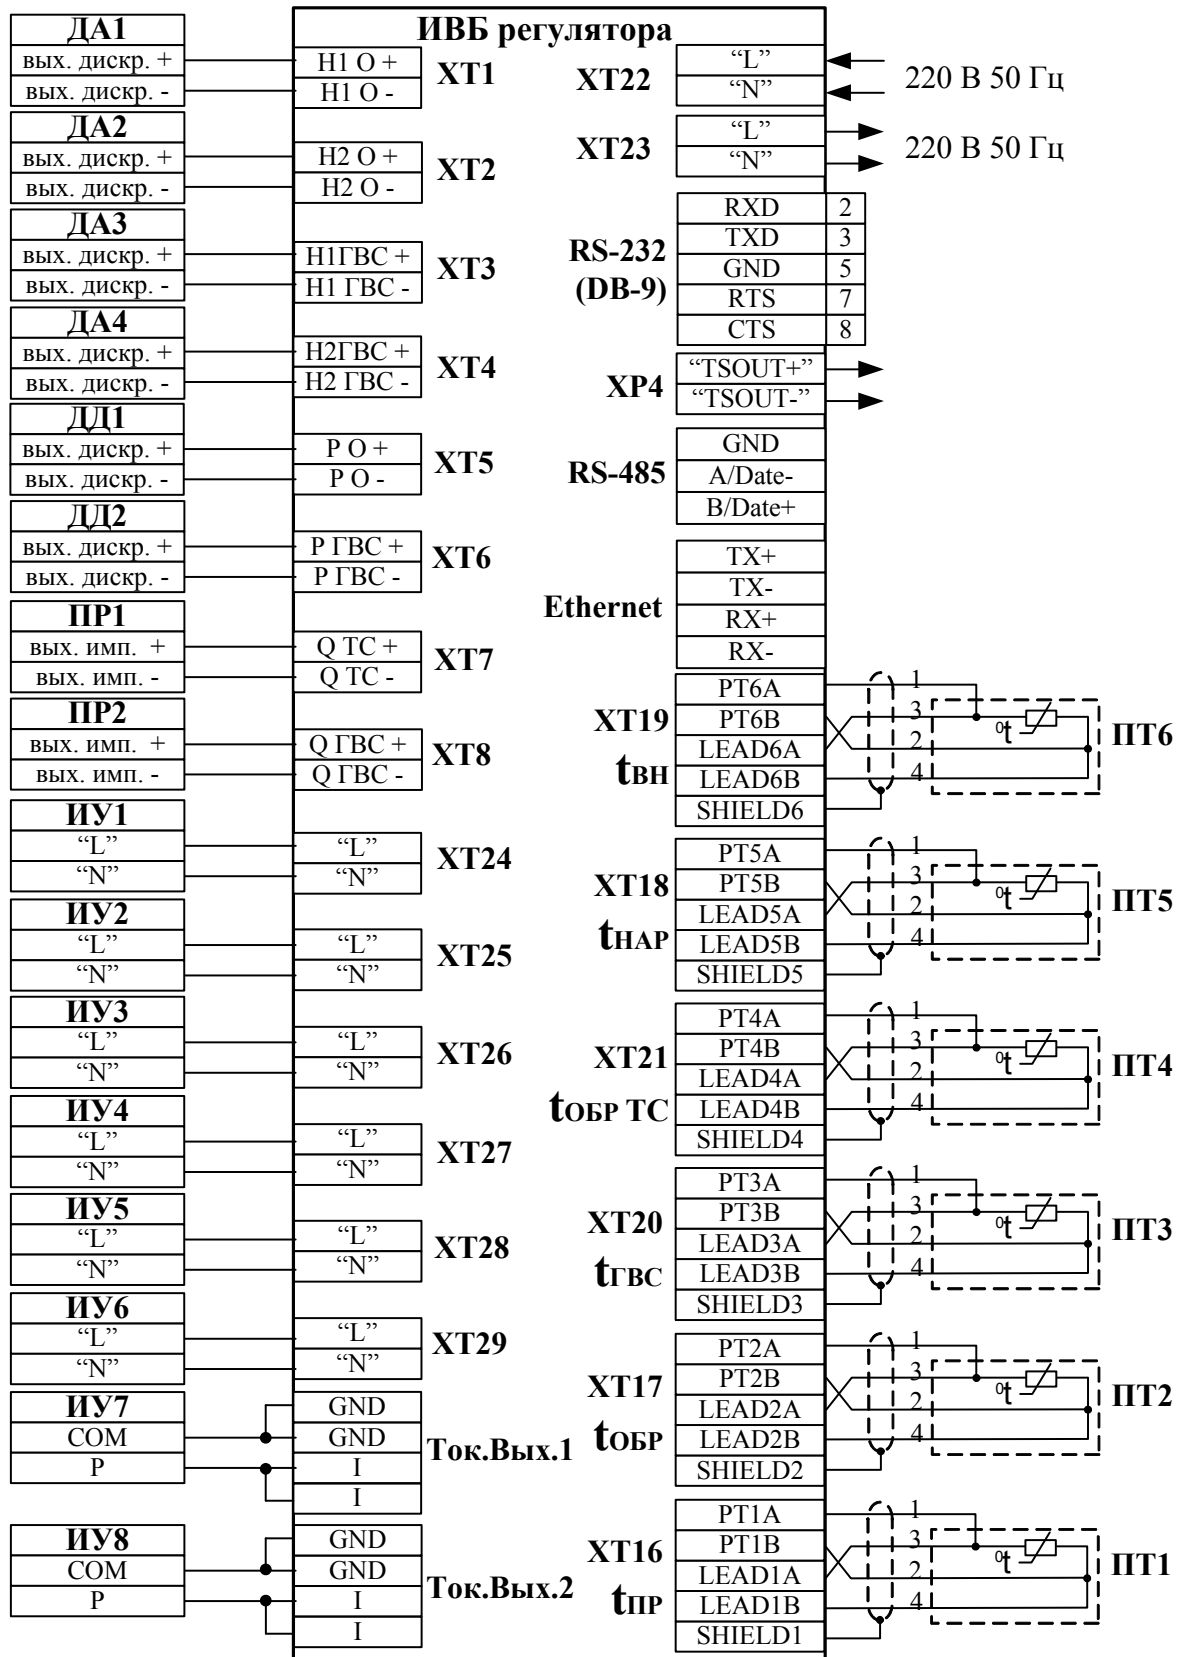 ИВБ регулятора
ДА1
вых. дискр. +
вых. дискр. -
Н1 О +
Н1 О -
ХТ1
ДА2
вых. дискр. +
вых. дискр. -
Н2 О +
Н2 О -
ХТ2
ДА3
вых. дискр. +
вых. дискр. -
Н1ГВС +
Н1 ГВС -
ХТ3
ДА4
вых. дискр. +
вых. дискр. -
Н2ГВС +
Н2 ГВС -
ХТ4
ДД1
вых. дискр. +
вых. дискр. -
Р О +
Р О -
ХТ5
ДД2
вых. дискр. +
вых. дискр. -
Р ГВС +
Р ГВС -
ХТ6
ПР1
вых. имп. +
вых. имп. -
Q ТС +
Q ТС -
ХТ7
ПР2
вых. имп. +
вых. имп. -
Q ГВС +
Q ГВС -
ХТ8
ИУ1
“L”
“N”
“L”
“N”
ХТ24
ИУ2
“L”
“N”
“L”
“N”
ХТ25
ИУ3
“L”
“N”
“L”
“N”
ХТ26
ИУ4
“L”
“N”
“L”
“N”
ХТ27
ИУ5
“L”
“N”
“L”
“N”
ХТ28
ИУ6
“L”
“N”
“L”
“N”
ХТ29
ИУ7
COM
P
GND
GND
I
I
Ток.Вых.1
ИУ8
COM
P
GND
GND
I
I
Ток.Вых.2
ХТ22
“L”
“N”
220 В 50 Гц
ХТ23
“L”
“N”
220 В 50 Гц
RS-232
(DB-9)
RXD 2
TXD 3
GND 5
RTS 7
CTS 8
XP4
“TSOUT+”
“TSOUT-”
RS-485
GND
A/Date-
B/Date+
Ethernet
TX+
TX-
RX+
RX-
ХТ19
tВН
PT6A
PT6B
LEAD6A
LEAD6B
SHIELD6
1
3
2
4
0t
ПТ6
ХТ18
tНАР
PT5A
PT5B
LEAD5A
LEAD5B
SHIELD5
1
3
2
4
0t
ПТ5
ХТ21
tОБР ТС
PT4A
PT4B
LEAD4A
LEAD4B
SHIELD4
1
3
2
4
0t
ПТ4
ХТ20
tГВС
PT3A
PT3B
LEAD3A
LEAD3B
SHIELD3
1
3
2
4
0t
ПТ3
ХТ17
tОБР
PT2A
PT2B
LEAD2A
LEAD2B
SHIELD2
1
3
2
4
0t
ПТ2
ХТ16
tПР
PT1A
PT1B
LEAD1A
LEAD1B
SHIELD1
1
3
2
4
0t
ПТ1